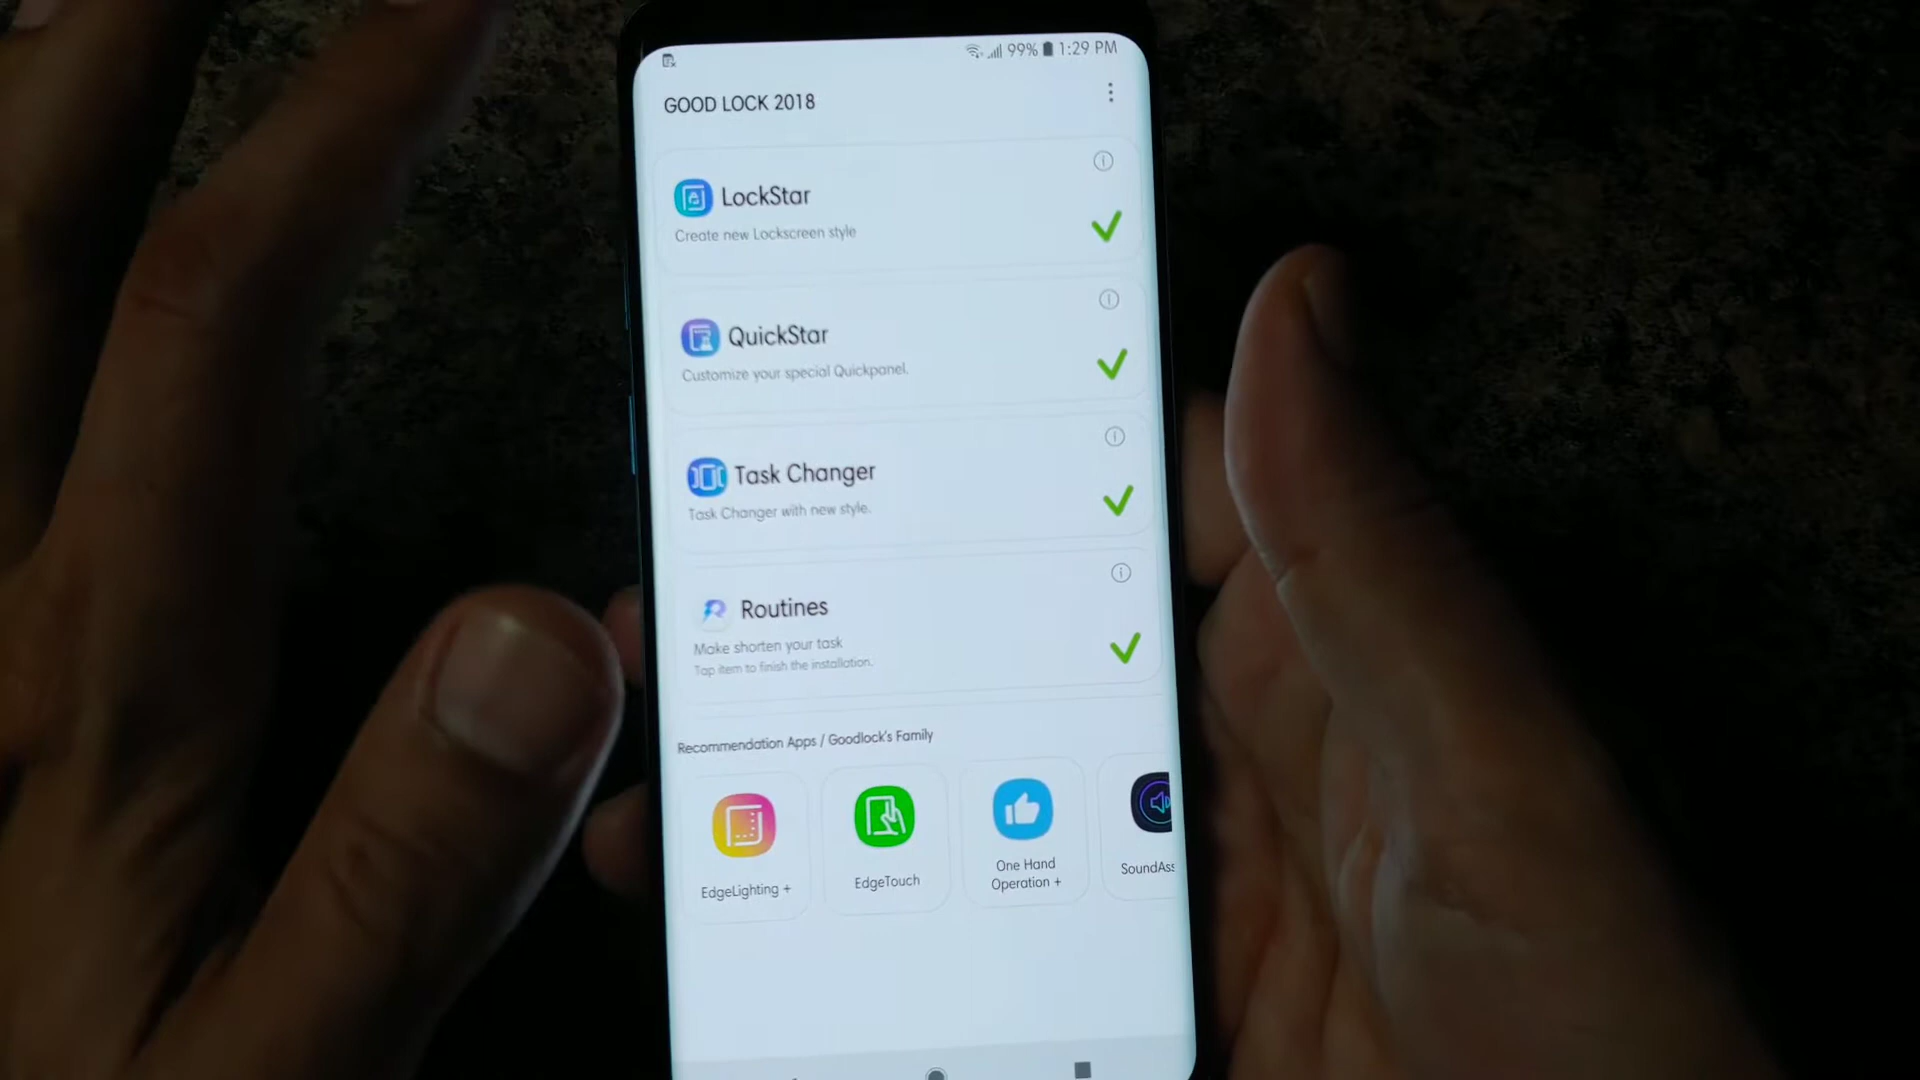 99% 1:29 PM
GOOD LOCK 2018
LockStar
Create new Lockscreen style
QuickStar
Customize your special Quickpanel.
Task Changer
Task Changer with new style.
Routines
Make shorten your task
Tap item to finish the installation.
Recommendation Apps / Goodlock's Family
EdgeLighting +
EdgeTouch
One Hand
Operation +
SoundAss